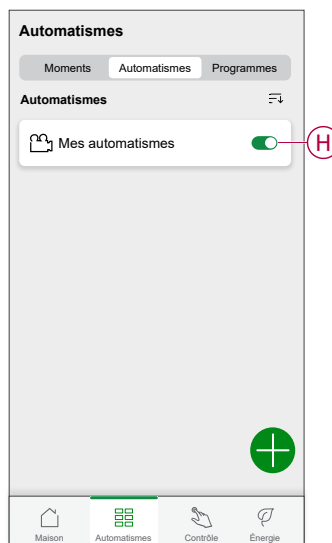 Automatismes
Moments Automatismes Programmes
Automatismes
Mes automatismes
H
Maison Automatismes Contrôle Énergie